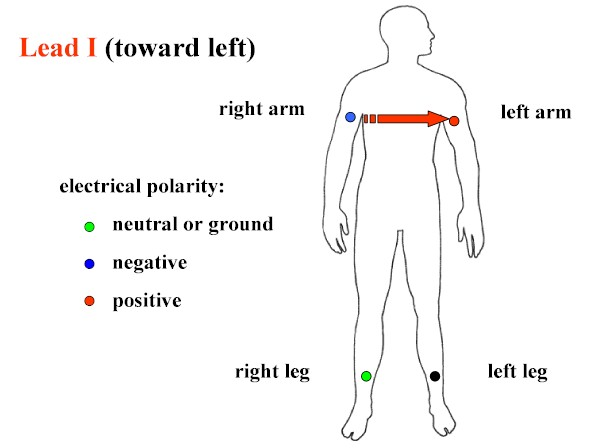 Lead I (toward left)
right arm
left arm
electrical polarity:
neutral or ground
negative
positive
right leg
left leg